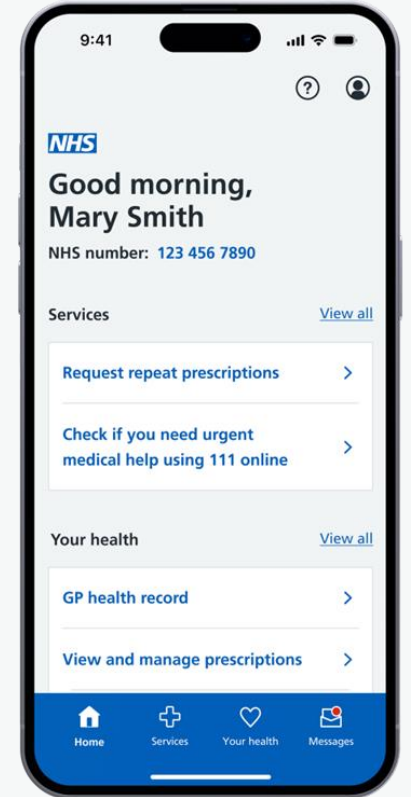 9:41
?
NHS
Good morning,
Mary Smith
NHS number: 123 456 7890
Services View all
Request repeat prescriptions
Check if you need urgent
medical help using 111 online
Your health View all
GP health record
View and manage prescriptions
Home Services Your health Messages